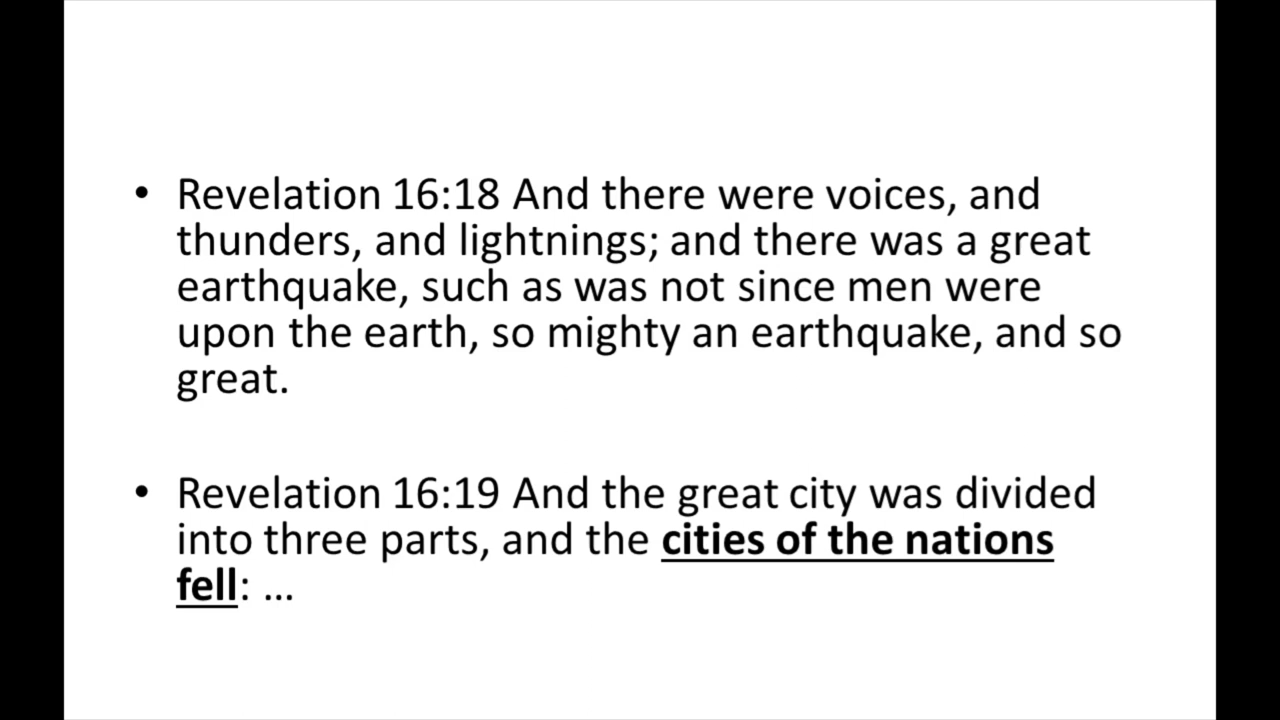 • Revelation 16:18 And there were voices, and
thunders, and lightnings; and there was a great
earthquake, such as was not since men were
upon the earth, so mighty an earthquake, and so
great.
• Revelation 16:19 And the great city was divided
into three parts, and the cities of the nations
fell: ...